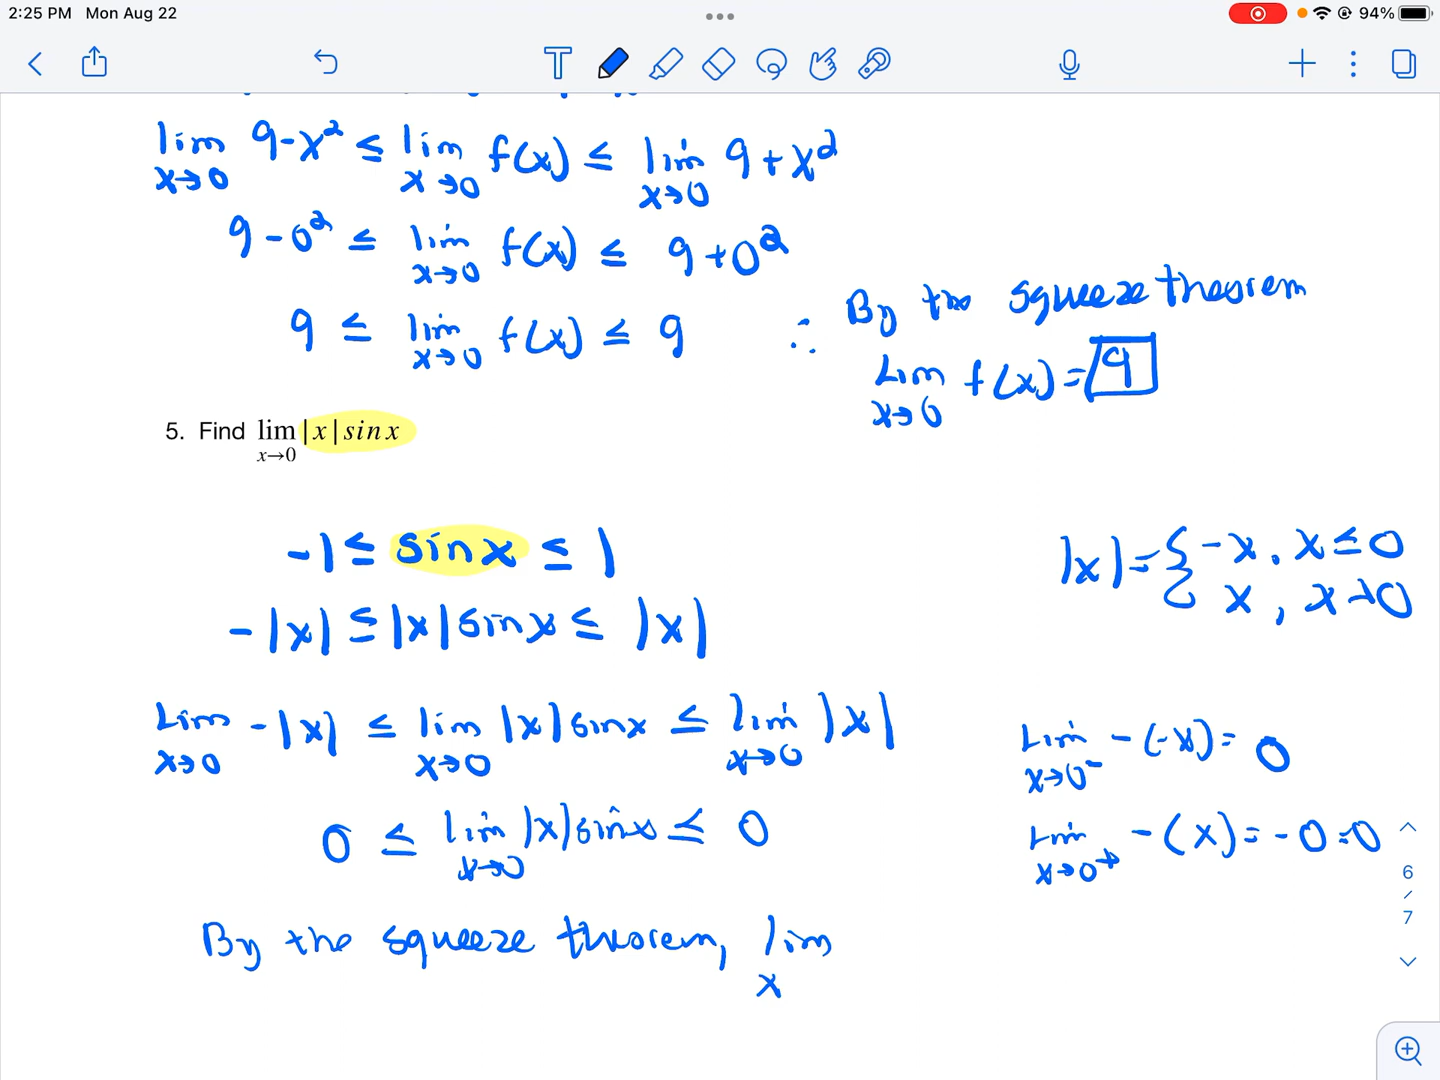 2:25 PM Mon Aug 22
94%
lim x→0 9-x² ≤ lim x→0 f(x) ≤ lim x→0 9+x²
9-0² ≤ lim x→0 f(x) ≤ 9+0²
9 ≤ lim x→0 f(x) ≤ 9
∴ By the squeeze theorem
Lim x→0 f(x) = 9
5. Find lim x→0 |x| sin x
-1 ≤ sin x ≤ 1
|x| = { -x, x ≤ 0
x, x>0
-|x| ≤ |x| sin x ≤ |x|
Lim x→0 -|x| ≤ lim x→0 |x| sin x ≤ lim x→0 |x|
Lim x→0⁻ -(-x) = 0
0 ≤ lim x→0 |x| sin x ≤ 0
Lim x→0⁺ -(x) = -0=0
6
/
7
By the squeeze theorem, lim x